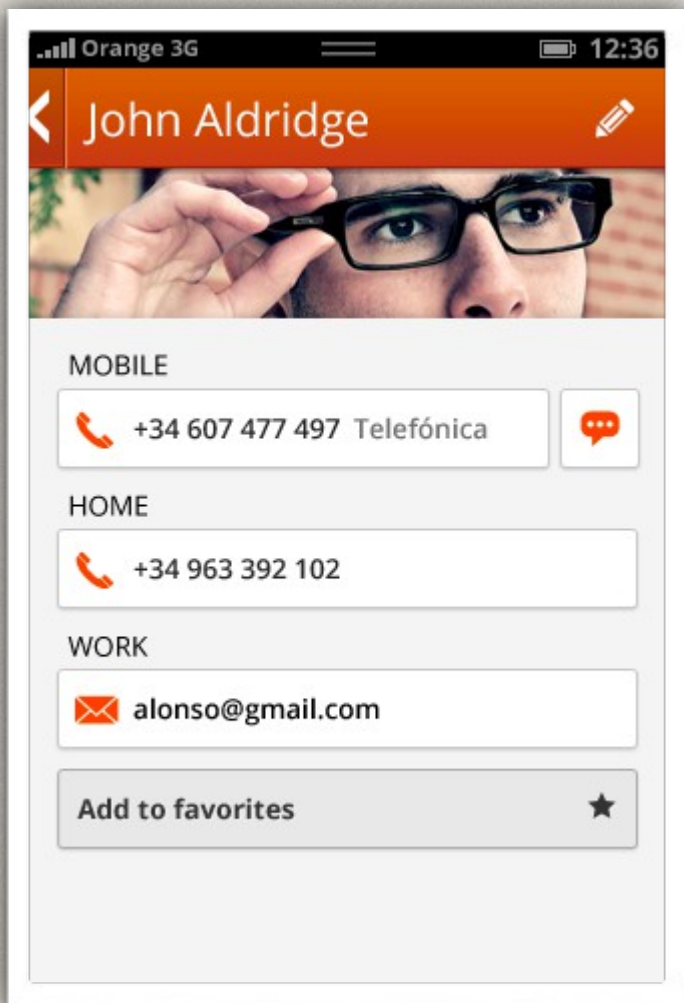 Orange 3G 12:36
John Aldridge
MOBILE
+34 607 477 497 Telefónica
HOME
+34 963 392 102
WORK
alonso@gmail.com
Add to favorites